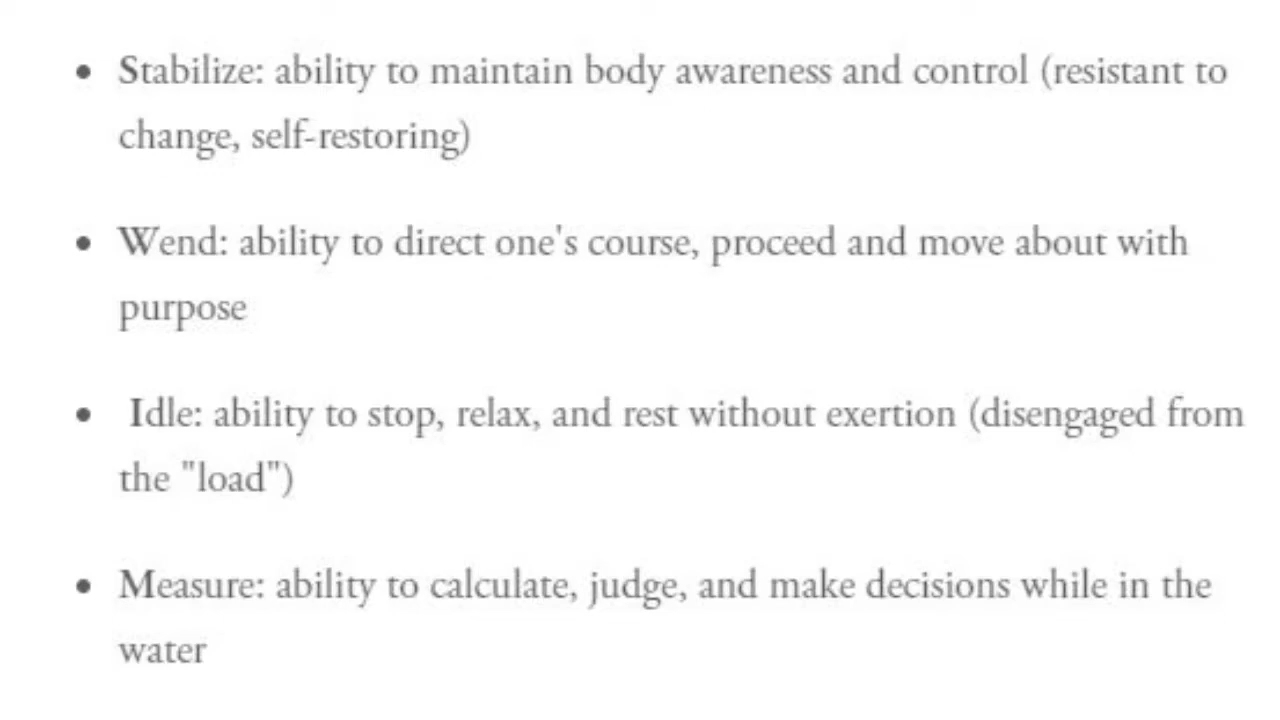 • Stabilize: ability to maintain body awareness and control (resistant to
change, self-restoring)
• Wend: ability to direct one's course, proceed and move about with
purpose
• Idle: ability to stop, relax, and rest without exertion (disengaged from
the "load")
• Measure: ability to calculate, judge, and make decisions while in the
water